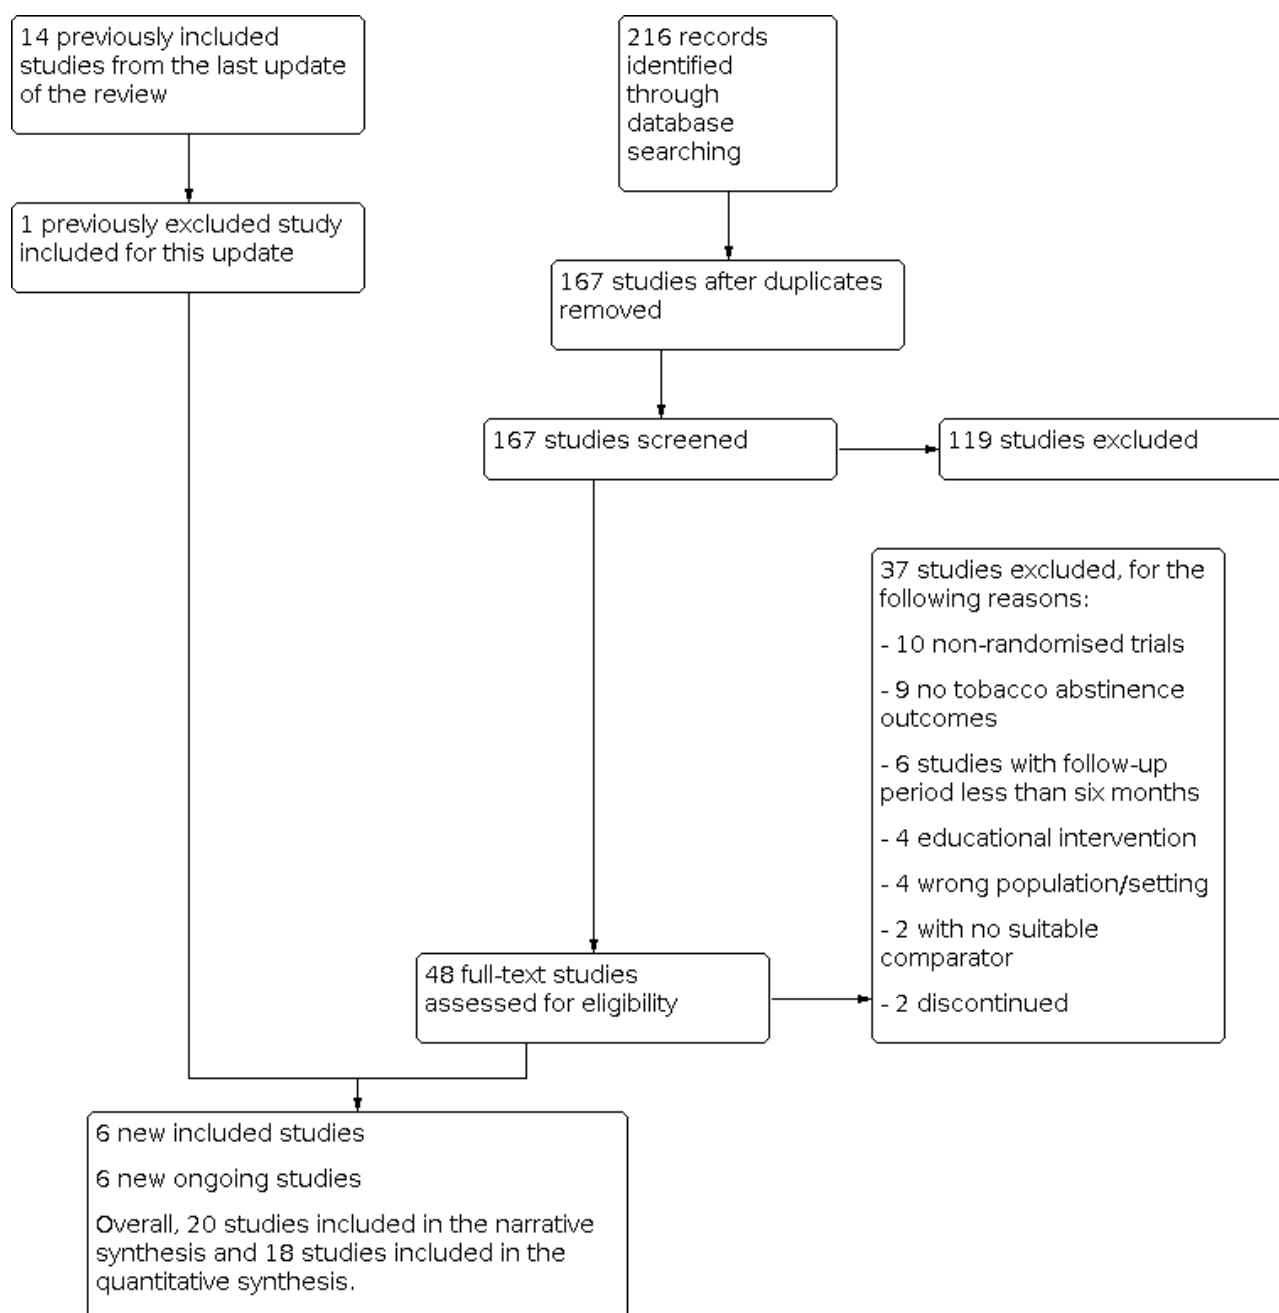 14 previously included
studies from the last update
of the review
216 records
identified
through
database
searching
1 previously excluded study
included for this update
167 studies after duplicates
removed
167 studies screened
119 studies excluded
37 studies excluded, for the
following reasons:
- 10 non-randomised trials
- 9 no tobacco abstinence
outcomes
- 6 studies with follow-up
period less than six months
- 4 educational intervention
- 4 wrong population/setting
- 2 with no suitable
comparator
- 2 discontinued
48 full-text studies
assessed for eligibility
6 new included studies
6 new ongoing studies
Overall, 20 studies included in the narrative
synthesis and 18 studies included in the
quantitative synthesis.